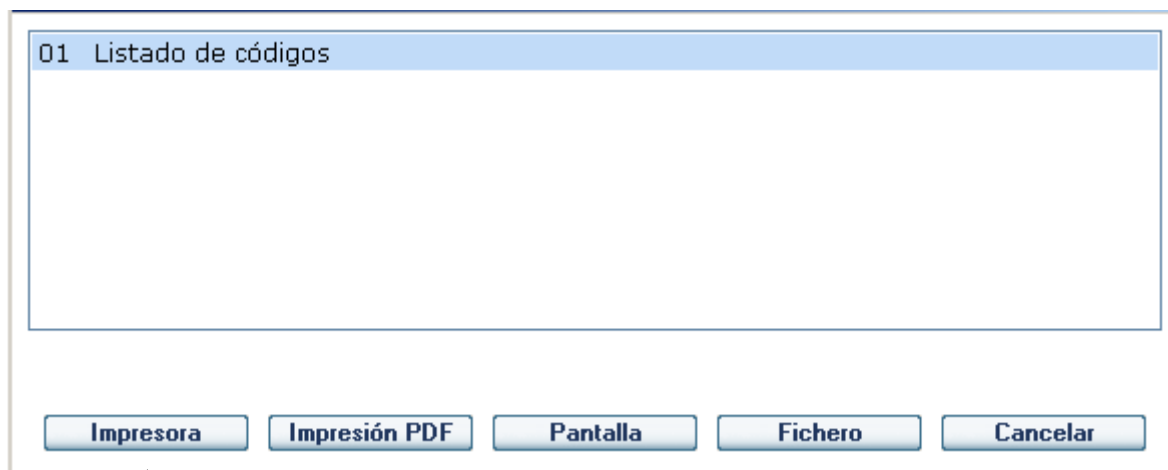 01 Listado de códigos
Impresora Impresión PDF Pantalla Fichero Cancelar